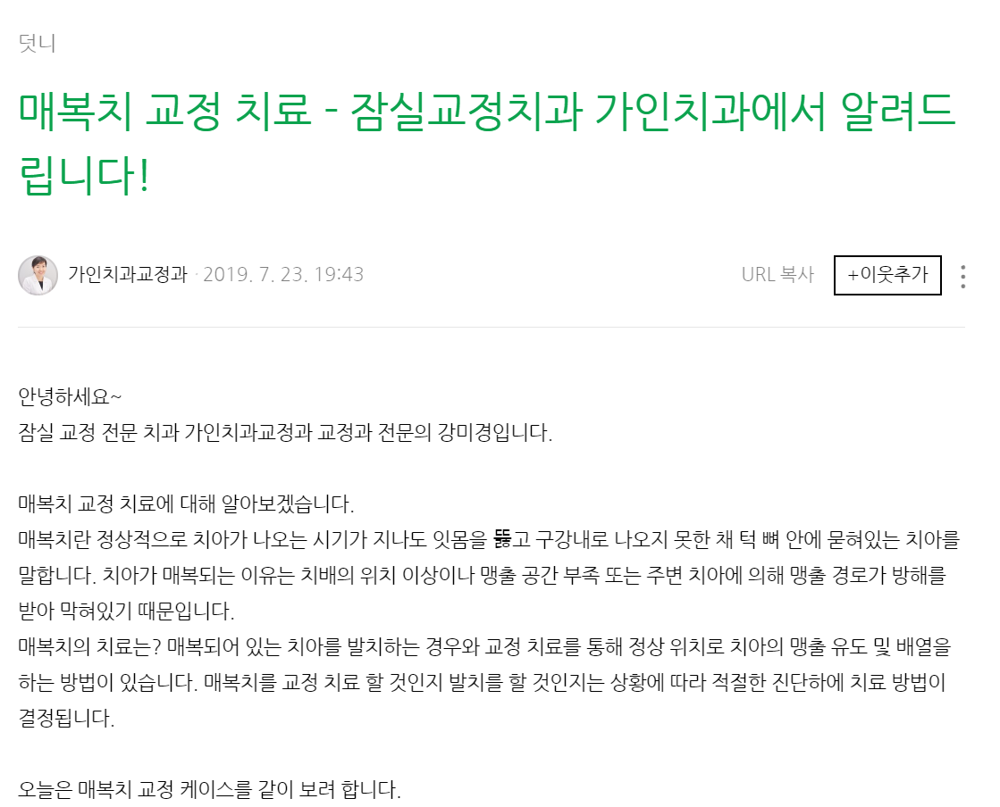 덧니
매복치 교정 치료 - 잠실교정치과 가인치과에서 알려드
립니다!
가인치과교정과 · 2019. 7. 23. 19:43
URL 복사 +이웃추가
안녕하세요~
잠실 교정 전문 치과 가인치과교정과 교정과 전문의 강미경입니다.
매복치 교정 치료에 대해 알아보겠습니다.
매복치란 정상적으로 치아가 나오는 시기가 지나도 잇몸을 뚫고 구강내로 나오지 못한 채 턱 뼈 안에 묻혀있는 치아를
말합니다. 치아가 매복되는 이유는 치배의 위치 이상이나 맹출 공간 부족 또는 주변 치아에 의해 맹출 경로가 방해를
받아 막혀있기 때문입니다.
매복치의 치료는? 매복되어 있는 치아를 발치하는 경우와 교정 치료를 통해 정상 위치로 치아의 맹출 유도 및 배열을
하는 방법이 있습니다. 매복치를 교정 치료 할 것인지 발치를 할 것인지는 상황에 따라 적절한 진단하에 치료 방법이
결정됩니다.
오늘은 매복치 교정 케이스를 같이 보려 합니다.